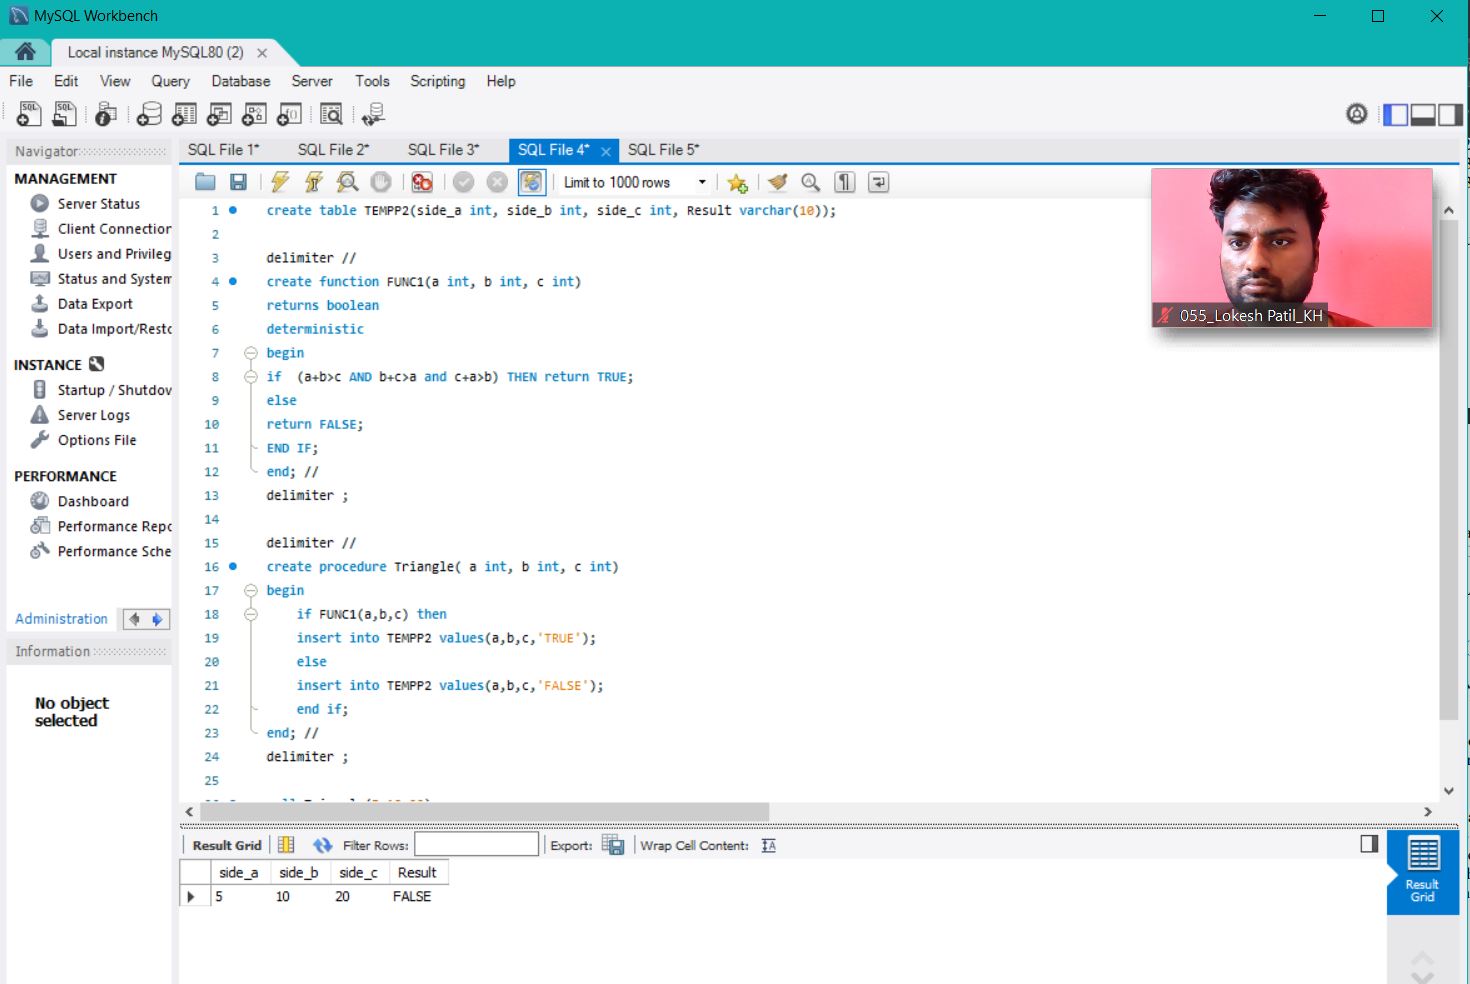 MySQL Workbench
Local instance MySQL80 (2)
File Edit View Query Database Server Tools Scripting Help
Navigator
SQL File 1* SQL File 2* SQL File 3* SQL File 4* SQL File 5*
MANAGEMENT
Server Status
Client Connection
Users and Privileg
Status and System
Data Export
Data Import/Resto
INSTANCE
Startup / Shutdow
Server Logs
Options File
PERFORMANCE
Dashboard
Performance Repo
Performance Sche
Administration
Information
No object
selected
Limit to 1000 rows
1 create table TEMPP2(side_a int, side_b int, side_c int, Result varchar(10));
2
3 delimiter //
4 create function FUNC1(a int, b int, c int)
5 returns boolean
6 deterministic
7 begin
8 if (a+b>c AND b+c>a and c+a>b) THEN return TRUE;
9 else
10 return FALSE;
11 END IF;
12 end; //
13 delimiter ;
14
15 delimiter //
16 create procedure Triangle( a int, b int, c int)
17 begin
18 if FUNC1(a,b,c) then
19 insert into TEMPP2 values(a,b,c,'TRUE');
20 else
21 insert into TEMPP2 values(a,b,c,'FALSE');
22 end if;
23 end; //
24 delimiter ;
25
055_Lokesh Patil_KH
Result Grid Filter Rows: Export: Wrap Cell Content:
side_a side_b side_c Result
5 10 20 FALSE
Result
Grid